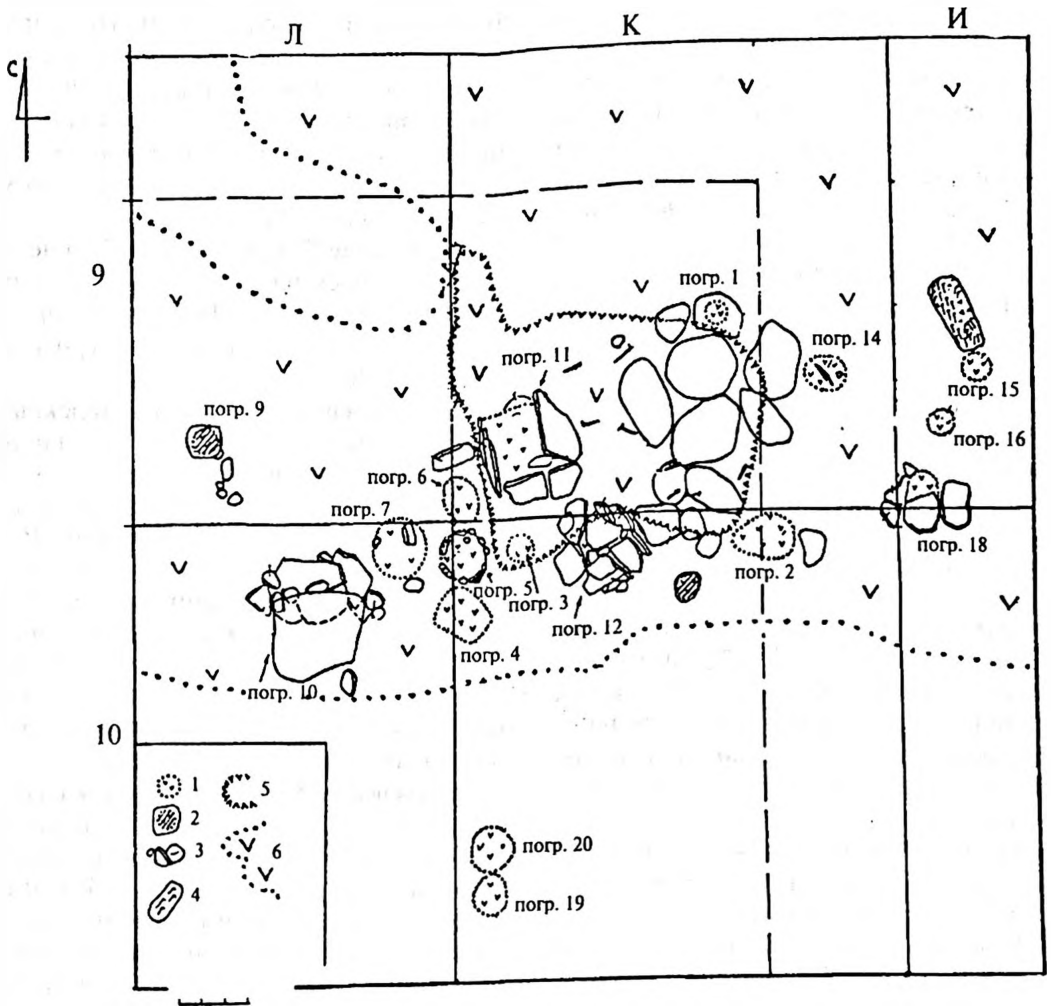 Л К И
С
9
погр. 1
погр. 11
погр. 14
погр. 15
погр. 9
погр. 16
погр. 6
погр. 7
погр. 18
погр. 2
погр. 5
погр. 3
погр. 12
погр. 4
погр. 10
10
1 5
2
3 6
4
погр. 20
погр. 19